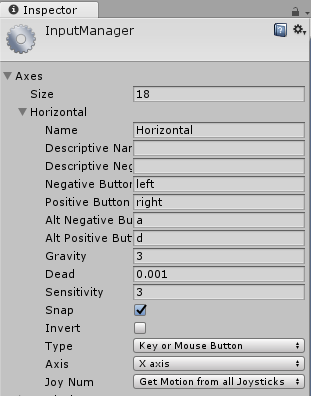 Inspector
InputManager
Axes
Size 18
Horizontal
Name Horizontal
Descriptive Nar
Descriptive Neg
Negative Button left
Positive Button right
Alt Negative Bu a
Alt Positive But d
Gravity 3
Dead 0.001
Sensitivity 3
Snap
Invert
Type Key or Mouse Button
Axis X axis
Joy Num Get Motion from all Joysticks